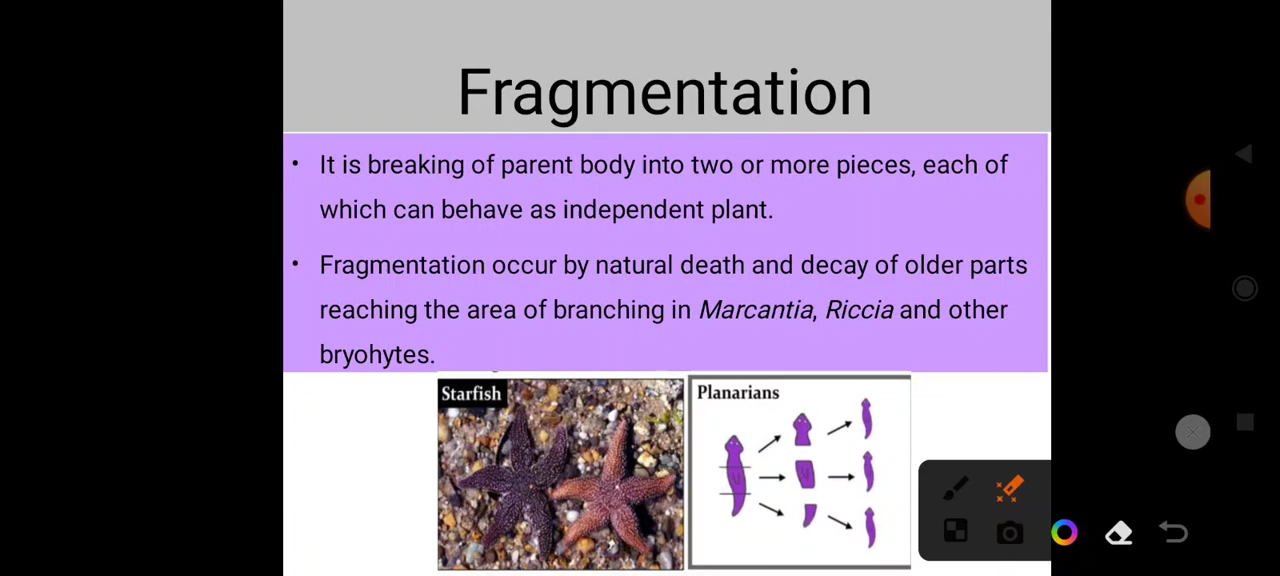 Fragmentation
• It is breaking of parent body into two or more pieces, each of
which can behave as independent plant.
• Fragmentation occur by natural death and decay of older parts
reaching the area of branching in Marcantia, Riccia and other
bryohytes.
Starfish
Planarians